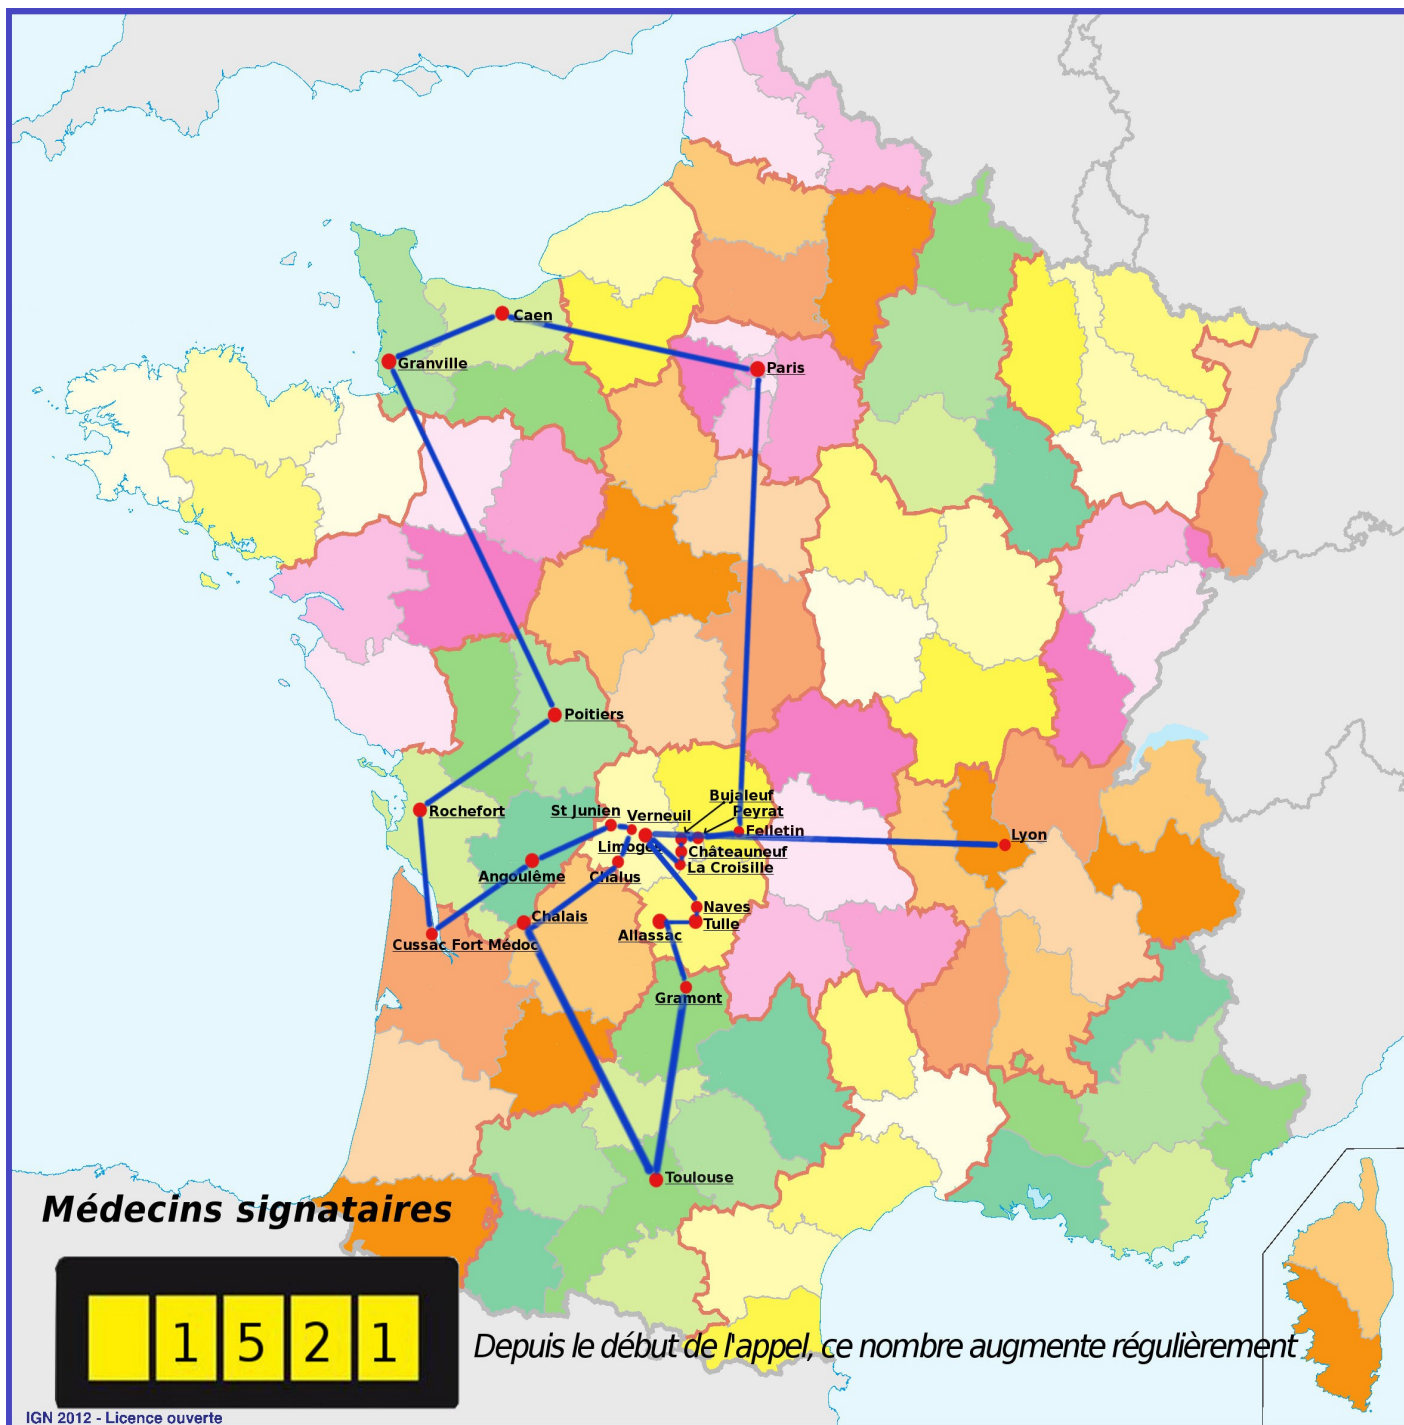 Caen
Granville
Paris
Poitiers
Bujaleuf
Rochefort
St Junien
Verneuil
Peyrat
Felletin
Lyon
Limoges
Châteauneuf
La Croisille
Angoulême
Chalus
Naves
Chalais
Tulle
Allassac
Cussac Fort Médoc
Gramont
Toulouse
Médecins signataires
1521
Depuis le début de l'appel, ce nombre augmente régulièrement
IGN 2012 - Licence ouverte